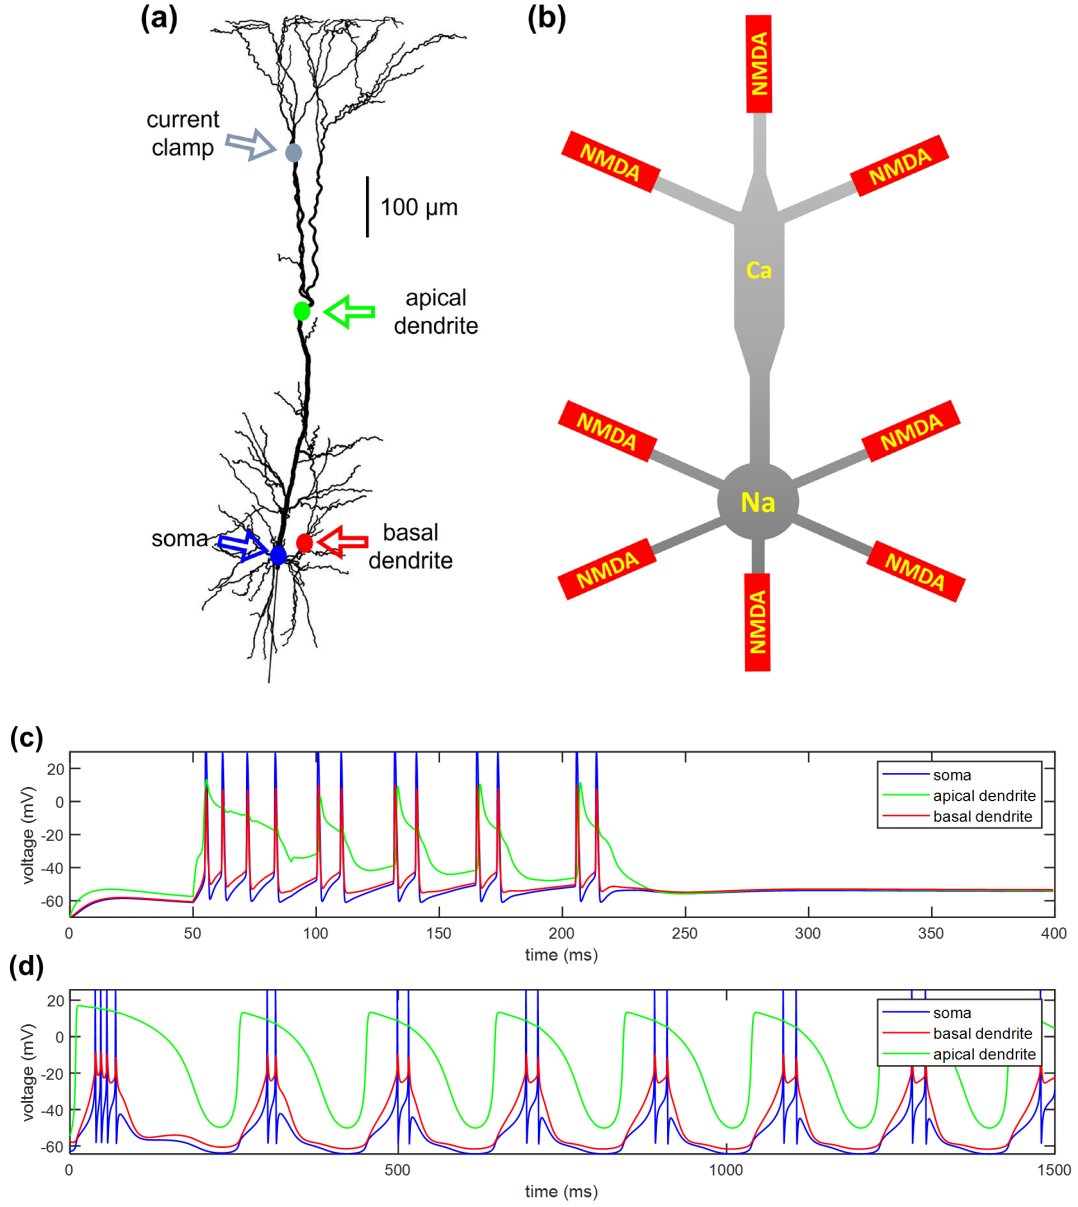 (a)
current
clamp
100 µm
apical
dendrite
soma
basal
dendrite
(b)
NMDA
NMDA
NMDA
Ca
NMDA
NMDA
Na
NMDA
NMDA
NMDA
(c)
voltage (mV)
20
0
-20
-40
-60
0
50
100
150
200
250
300
350
400
time (ms)
soma
apical dendrite
basal dendrite
(d)
voltage (mV)
20
0
-20
-40
-60
0
500
1000
1500
time (ms)
soma
basal dendrite
apical dendrite